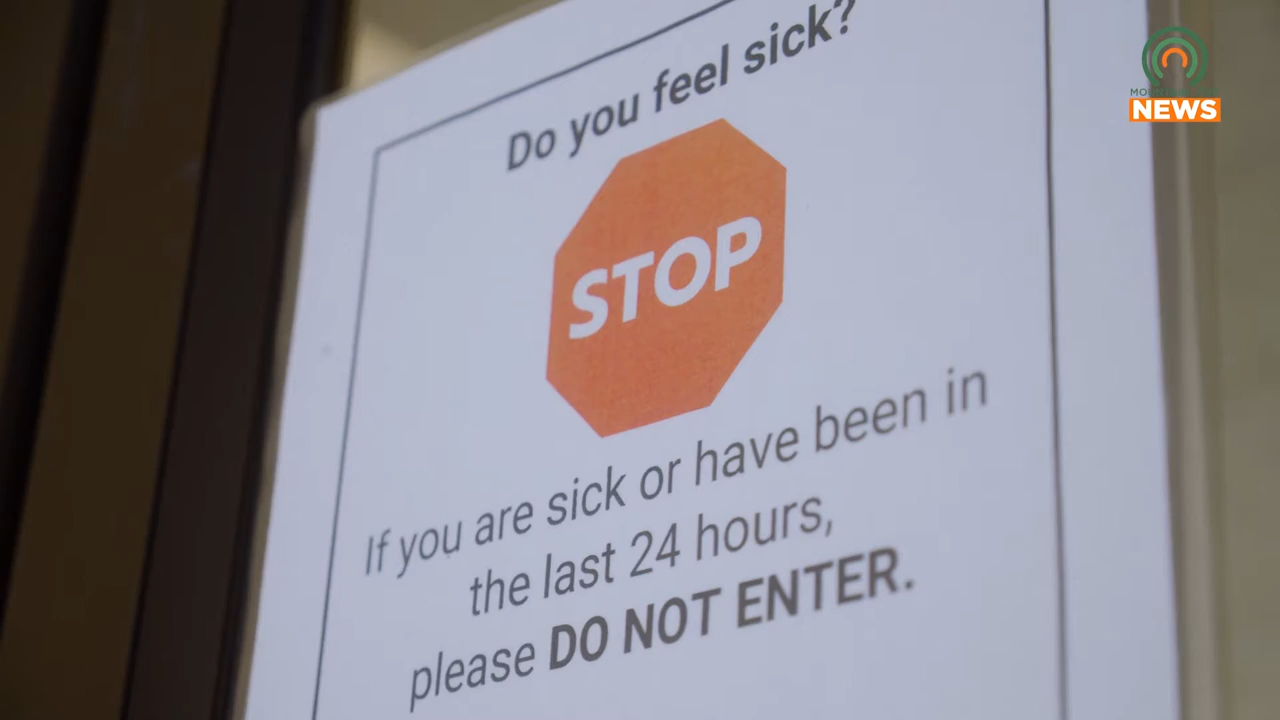 Do you feel sick?
STOP
If you are sick or have been in
the last 24 hours,
please DO NOT ENTER.
NEWS